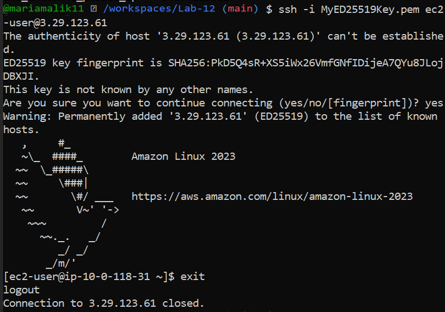 @mariamalik11 /workspaces/Lab-12 (main) $ ssh -i MyED25519Key.pem ec2
-user@3.29.123.61
The authenticity of host '3.29.123.61 (3.29.123.61)' can't be establishe
d.
ED25519 key fingerprint is SHA256:PkD5Q4sR+XS5iWx26VmfGNfIDijeA7QYu8JLoj
DBXJI.
This key is not known by any other names.
Are you sure you want to continue connecting (yes/no/[fingerprint])? yes
Warning: Permanently added '3.29.123.61' (ED25519) to the list of known
hosts.
   ,     #_
   ~\_  ####_        Amazon Linux 2023
  ~~  \_#####\
  ~~     \###|
  ~~       \#/ ___   https://aws.amazon.com/linux/amazon-linux-2023
   ~~       V~' '->
    ~~~         /
      ~~._.   _/
         _/ _/
       _/m/'
[ec2-user@ip-10-0-118-31 ~]$ exit
logout
Connection to 3.29.123.61 closed.